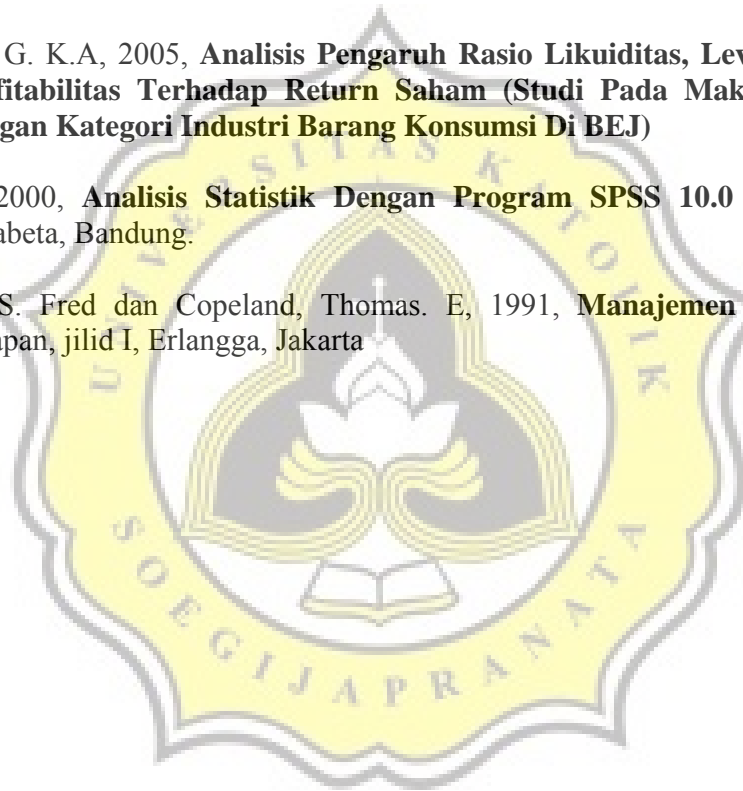 G. K.A, 2005, Analisis Pengaruh Rasio Likuiditas, Lev
fitabilitas Terhadap Return Saham (Studi Pada Mak
gan Kategori Industri Barang Konsumsi Di BEJ)
2000, Analisis Statistik Dengan Program SPSS 10.0
abeta, Bandung.
S. Fred dan Copeland, Thomas. E, 1991, Manajemen
apan, jilid I, Erlangga, Jakarta
UNIVERSITAS KATOLIK
SOEGIJAPRANATA